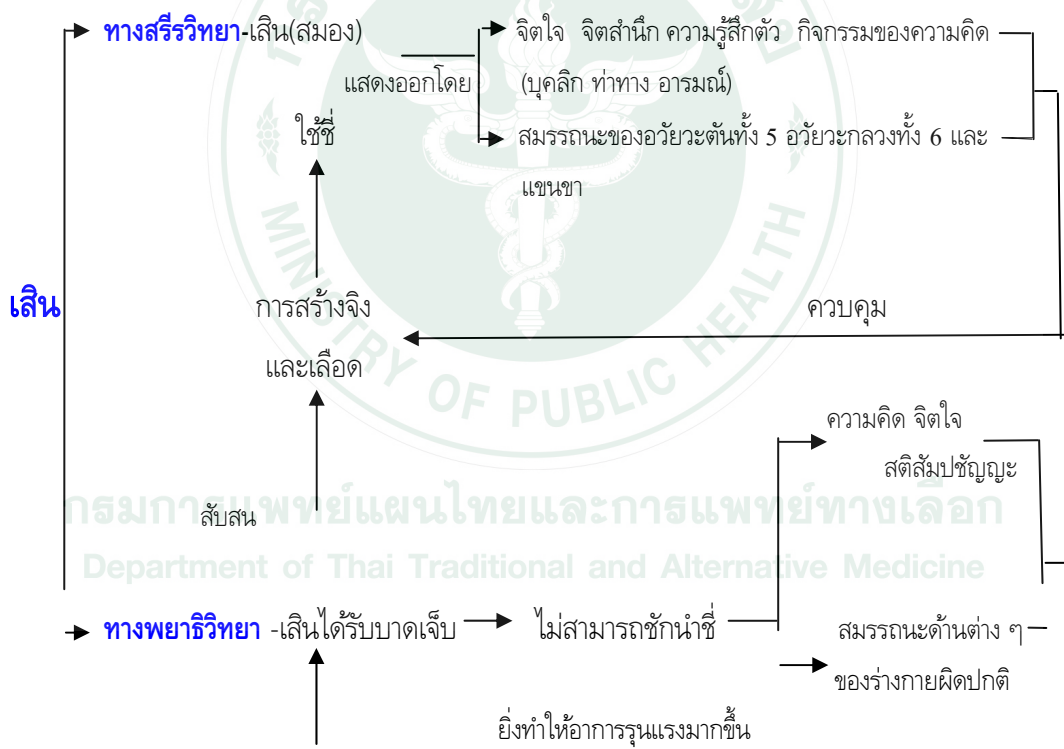 ทางสรีรวิทยา-เสิน(สมอง)
จิตใจ จิตสำนึก ความรู้สึกตัว กิจกรรมของความคิด
แสดงออกโดย
(บุคลิก ท่าทาง อารมณ์)
ใช้ชี่
สมรรถนะของอวัยวะตันทั้ง 5 อวัยวะกลวงทั้ง 6 และ
แขนขา
เสิน
การสร้างจิง
และเลือด
ควบคุม
MINISTRY OF PUBLIC HEALTH
ความคิด จิตใจ
สติสัมปชัญญะ
กรมการแพทย์แผนไทยและการแพทย์ทางเลือก
สับสน
Department of Thai Traditional and Alternative Medicine
ทางพยาธิวิทยา -เสินได้รับบาดเจ็บ
ไม่สามารถชักนำชี่
สมรรถนะด้านต่าง ๆ
ของร่างกายผิดปกติ
ยิ่งทำให้อาการรุนแรงมากขึ้น